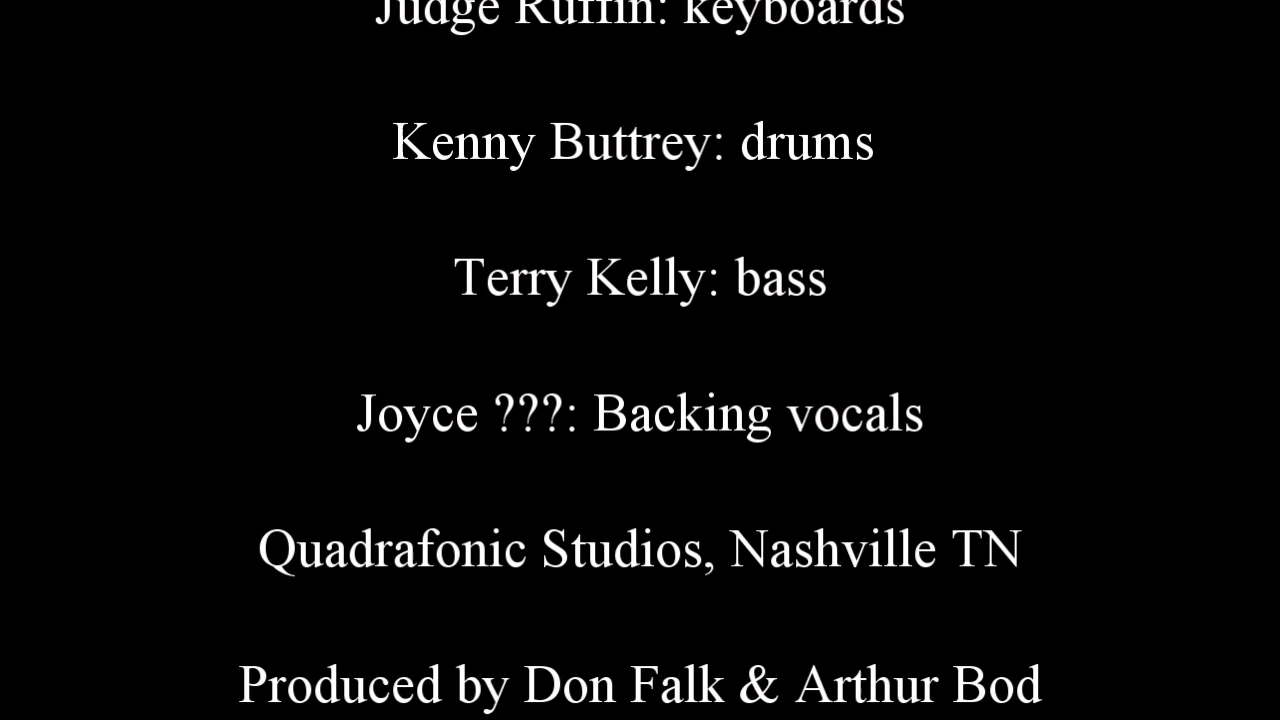 Judge Ruffin: keyboards
Kenny Buttrey: drums
Terry Kelly: bass
Joyce ???: Backing vocals
Quadrafonic Studios, Nashville TN
Produced by Don Falk & Arthur Bod